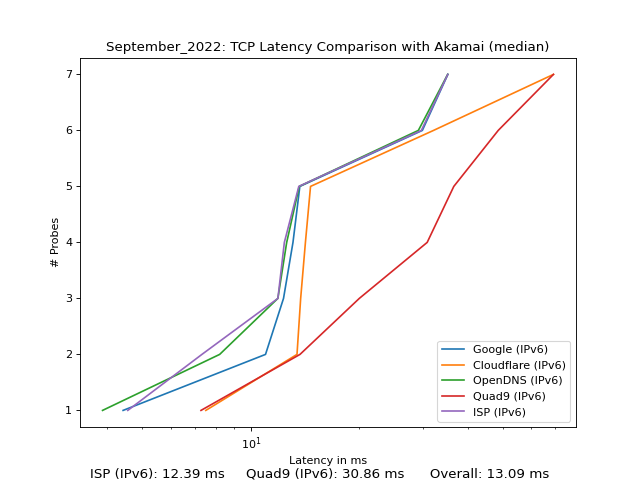 September_2022: TCP Latency Comparison with Akamai (median)
7
6
5
4
3
2
1
# Probes
Google (IPv6)
Cloudflare (IPv6)
OpenDNS (IPv6)
Quad9 (IPv6)
ISP (IPv6)
10¹
Latency in ms
ISP (IPv6): 12.39 ms Quad9 (IPv6): 30.86 ms Overall: 13.09 ms